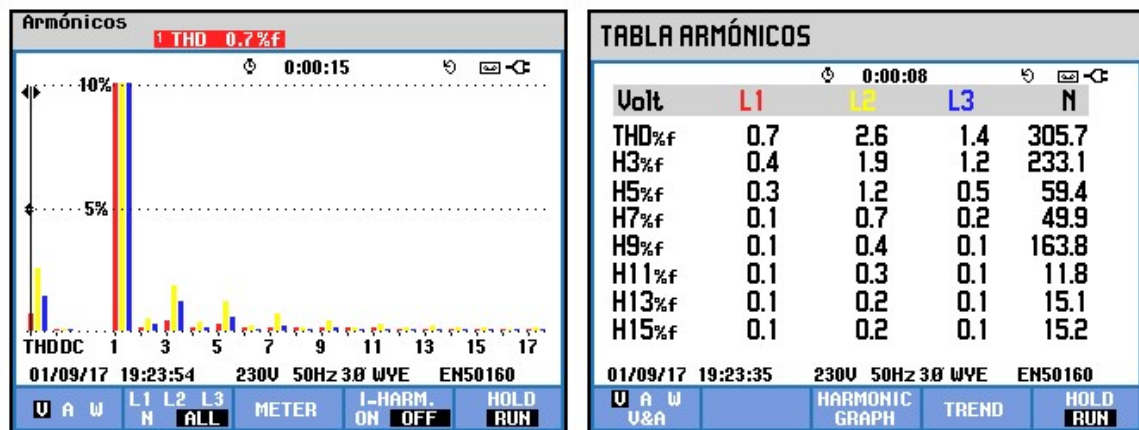 Armónicos
1 THD 0.7%f
0:00:15
10%
5%
THDDC 1 3 5 7 9 11 13 15 17
01/09/17 19:23:54 230V 50Hz 3Ø WYE EN50160
V A W L1 L2 L3 N ALL METER I-HARM. ON OFF HOLD RUN
TABLA ARMÓNICOS
0:00:08
Volt L1 L2 L3 N
THD%f 0.7 2.6 1.4 305.7
H3%f 0.4 1.9 1.2 233.1
H5%f 0.3 1.2 0.5 59.4
H7%f 0.1 0.7 0.2 49.9
H9%f 0.1 0.4 0.1 163.8
H11%f 0.1 0.3 0.1 11.8
H13%f 0.1 0.2 0.1 15.1
H15%f 0.1 0.2 0.1 15.2
01/09/17 19:23:35 230V 50Hz 3Ø WYE EN50160
V A W V&A HARMONIC GRAPH TREND HOLD RUN